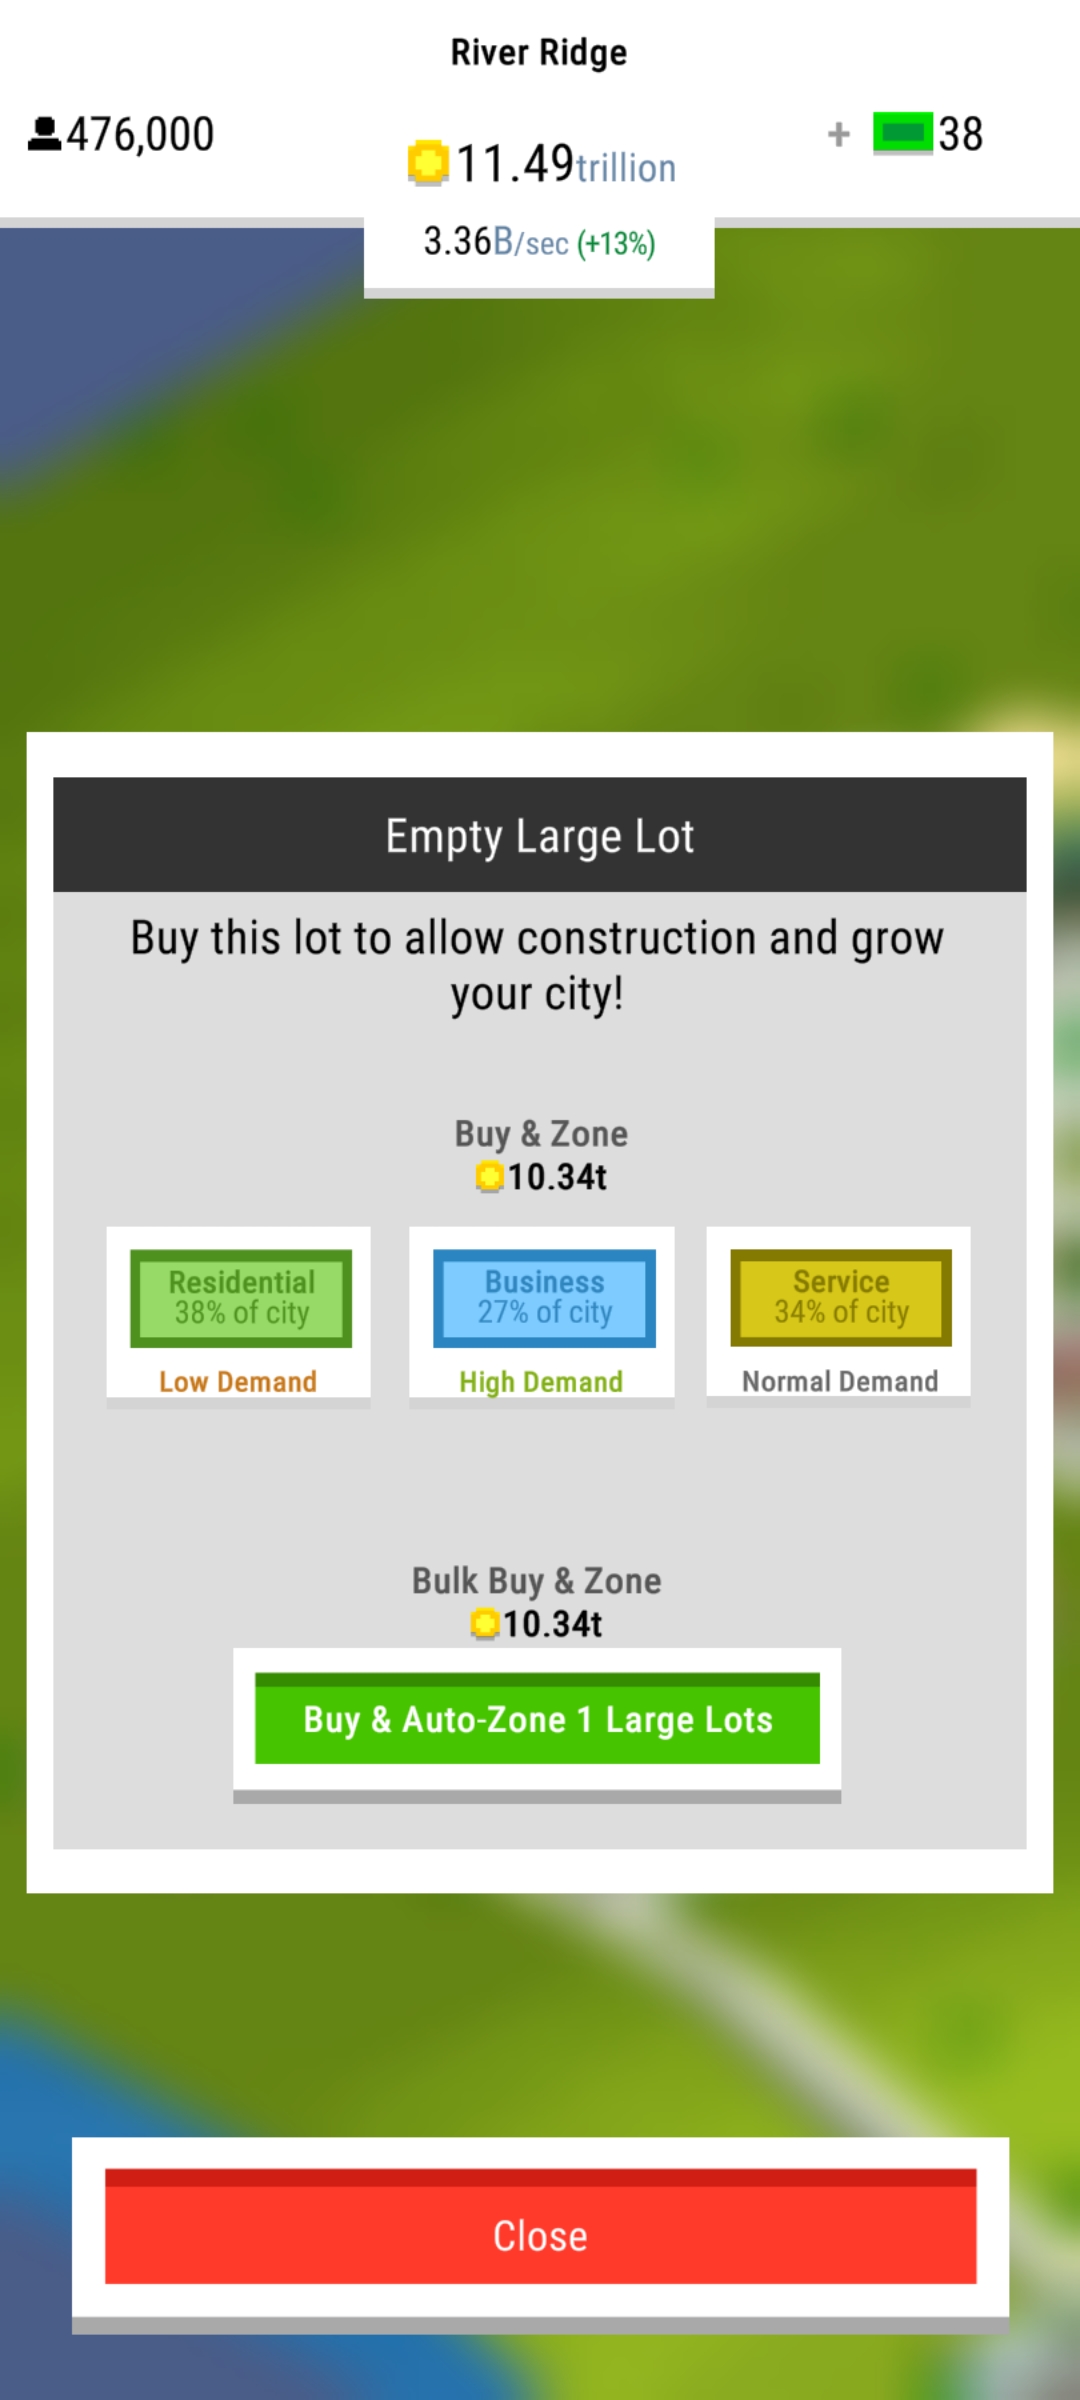 River Ridge
476,000
11.49trillion
+ 38
3.36B/sec (+13%)
Empty Large Lot
Buy this lot to allow construction and grow
your city!
Buy & Zone
10.34t
Residential
38% of city
Low Demand
Business
27% of city
High Demand
Service
34% of city
Normal Demand
Bulk Buy & Zone
10.34t
Buy & Auto-Zone 1 Large Lots
Close